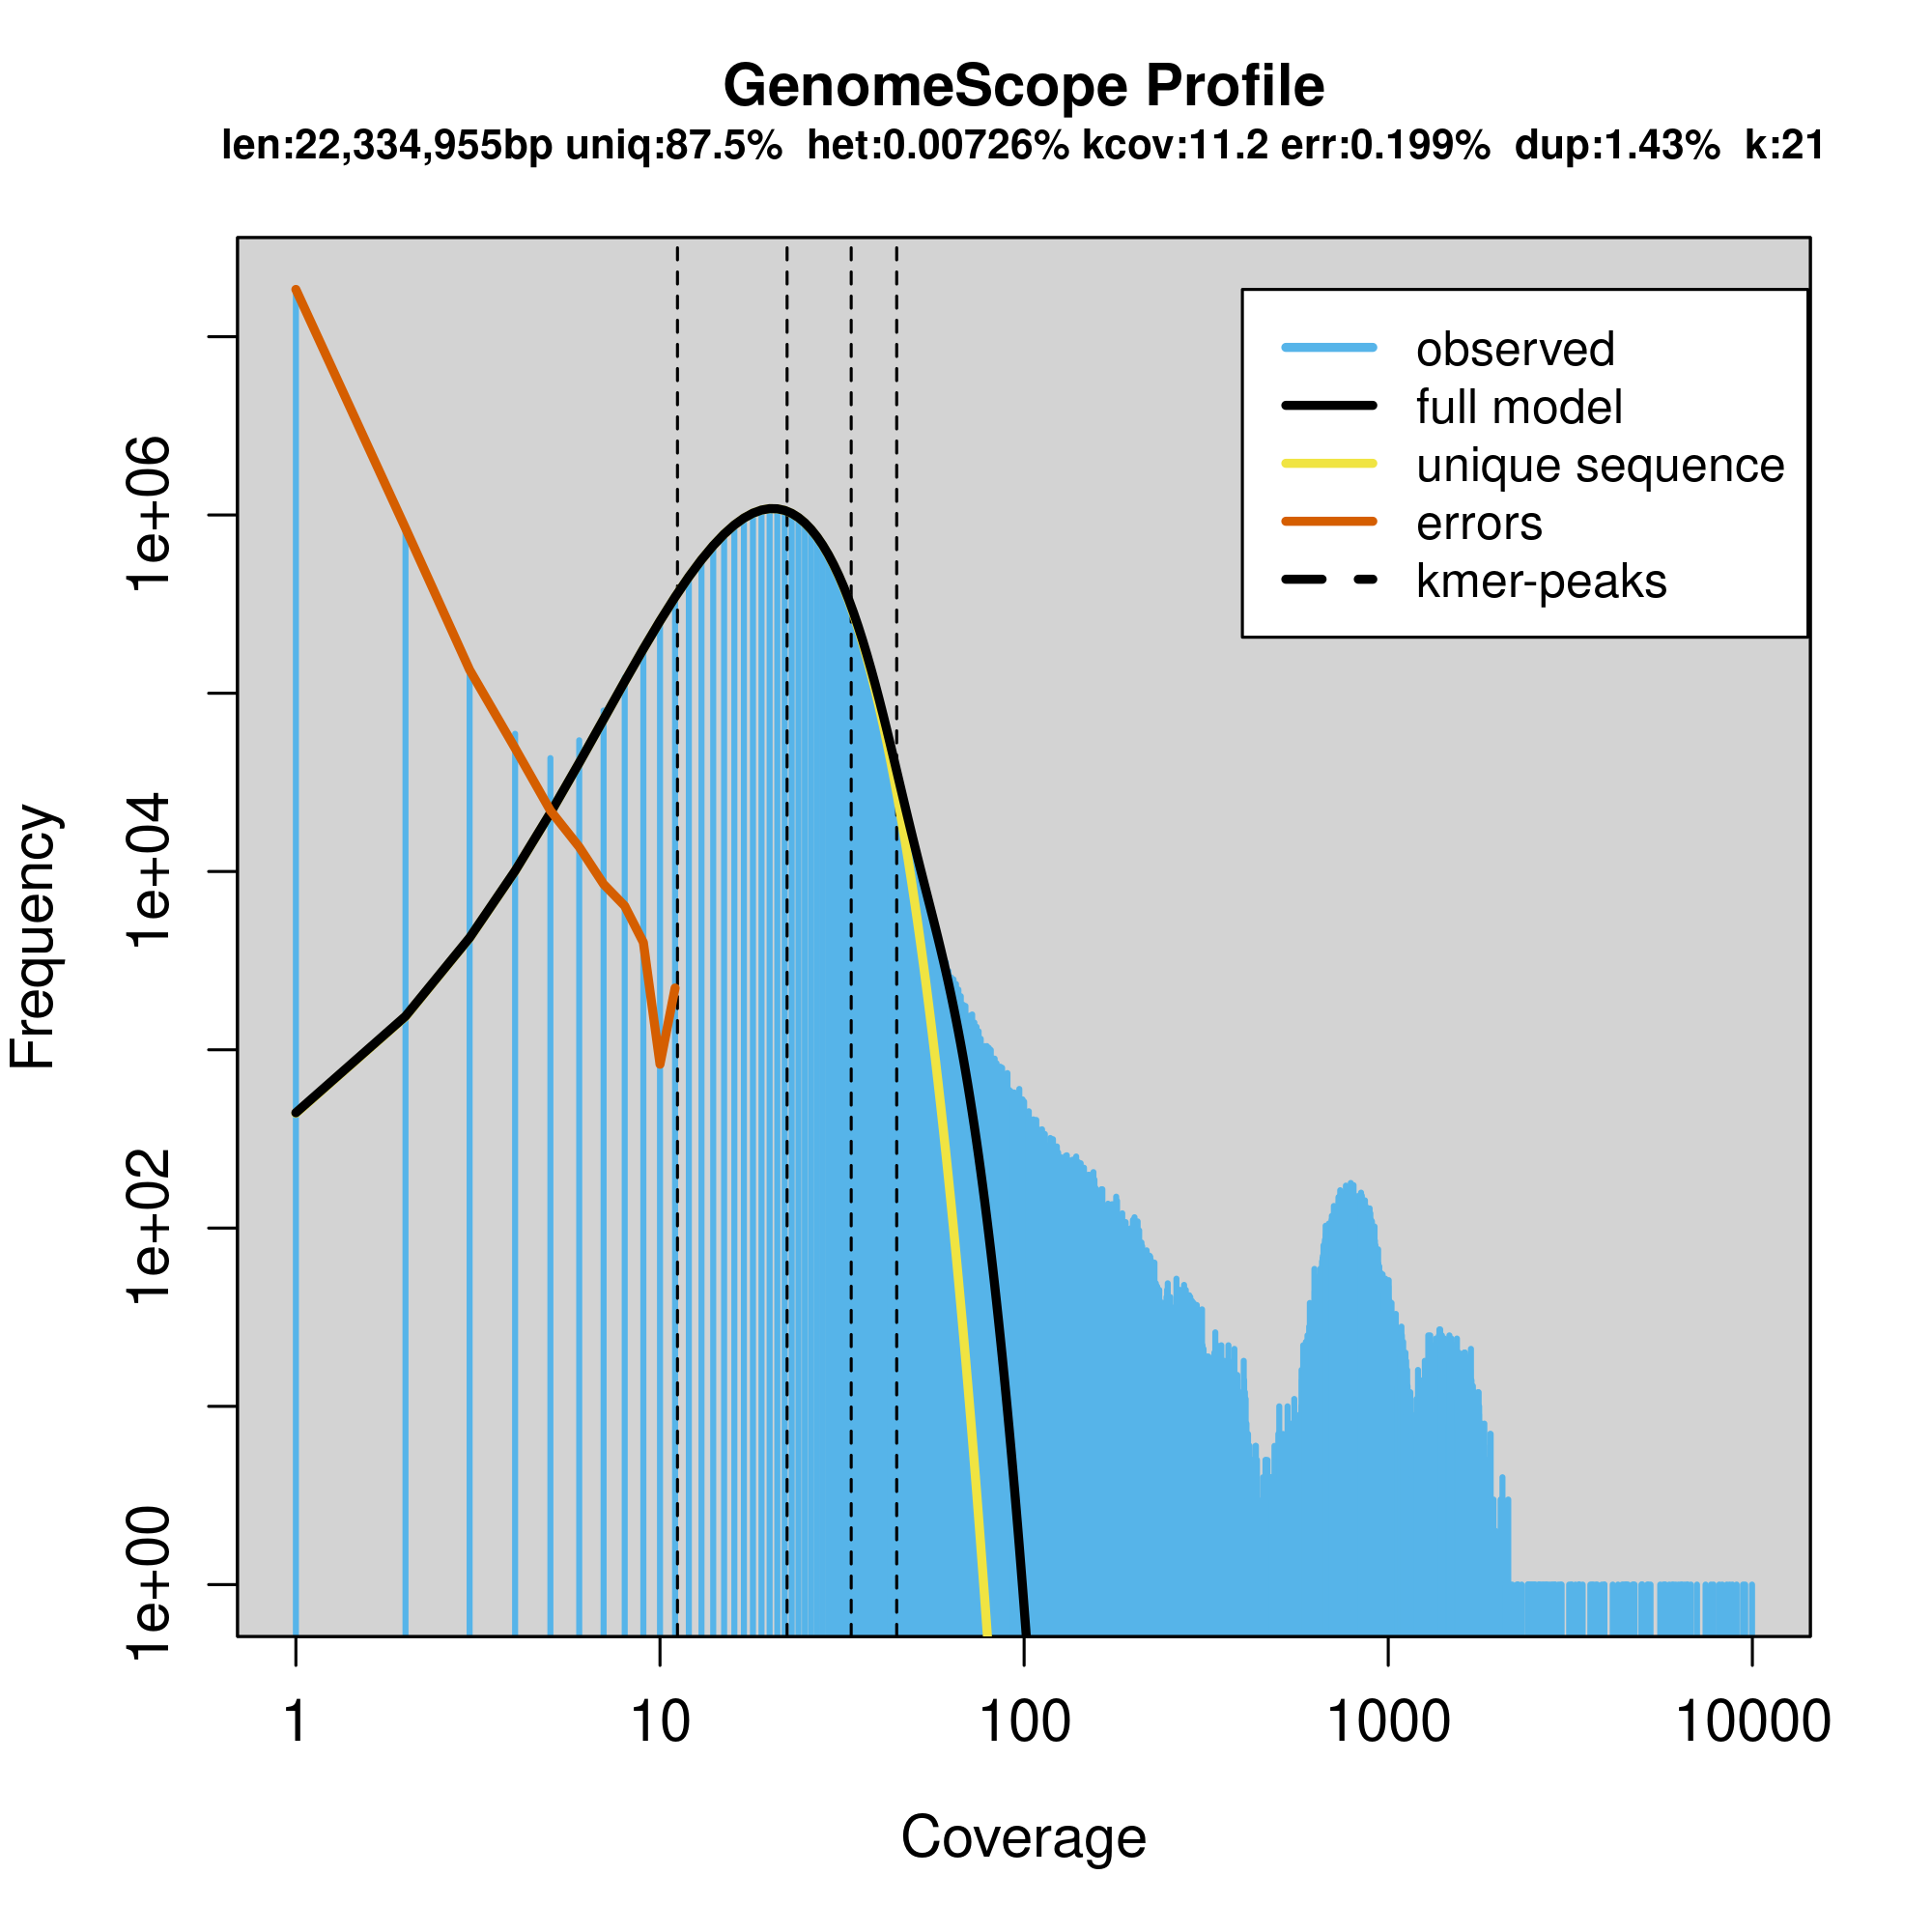 GenomeScope Profile
len:22,334,955bp uniq:87.5% het:0.00726% kcov:11.2 err:0.199% dup:1.43% k:21
observed
full model
unique sequence
errors
kmer-peaks
Frequency
1e+06
1e+04
1e+02
1e+00
1 10 100 1000 10000
Coverage